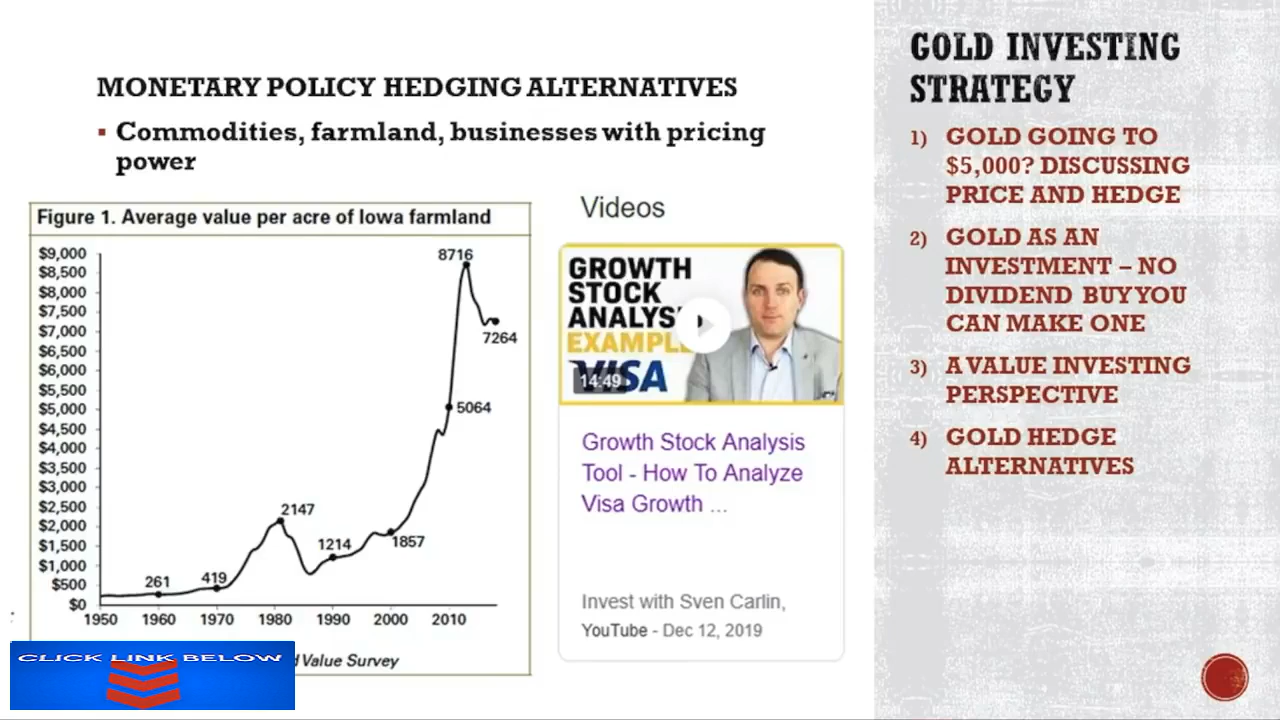 MONETARY POLICY HEDGING ALTERNATIVES
Commodities, farmland, businesses with pricing
power
Figure 1. Average value per acre of Iowa farmland
$9,000
$8,500
$8,000
$7,500
$7,000
$6,500
$6,000
$5,500
$5,000
$4,500
$4,000
$3,500
$3,000
$2,500
$2,000
$1,500
$1,000
$500
$0
8716
7264
5064
2147
1857
1214
419
261
1950 1960 1970 1980 1990 2000 2010
Value Survey
CLICK LINK BELOW
Videos
GROWTH
STOCK
ANALYS
EXAMPLE
VISA
14:49
Growth Stock Analysis
Tool - How To Analyze
Visa Growth ...
Invest with Sven Carlin,
YouTube - Dec 12, 2019
GOLD INVESTING
STRATEGY
1) GOLD GOING TO
$5,000? DISCUSSING
PRICE AND HEDGE
2) GOLD AS AN
INVESTMENT – NO
DIVIDEND BUY YOU
CAN MAKE ONE
3) A VALUE INVESTING
PERSPECTIVE
4) GOLD HEDGE
ALTERNATIVES